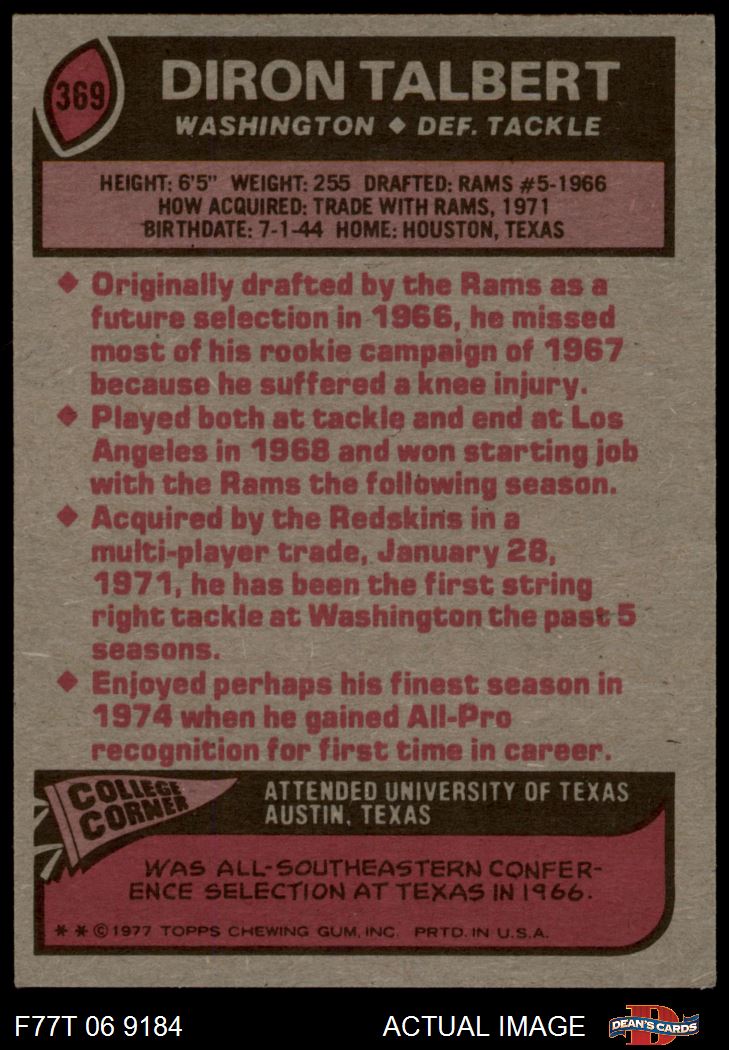 369
DIRON TALBERT
WASHINGTON ◆ DEF. TACKLE
HEIGHT: 6'5" WEIGHT: 255 DRAFTED: RAMS #5-1966
HOW ACQUIRED: TRADE WITH RAMS, 1971
BIRTHDATE: 7-1-44 HOME: HOUSTON, TEXAS
◆ Originally drafted by the Rams as a
future selection in 1966, he missed
most of his rookie campaign of 1967
because he suffered a knee injury.
◆ Played both at tackle and end at Los
Angeles in 1968 and won starting job
with the Rams the following season.
◆ Acquired by the Redskins in a
multi-player trade, January 28,
1971, he has been the first string
right tackle at Washington the past 5
seasons.
◆ Enjoyed perhaps his finest season in
1974 when he gained All-Pro
recognition for first time in career.
COLLEGE
CORNER
ATTENDED UNIVERSITY OF TEXAS
AUSTIN, TEXAS
WAS ALL-SOUTHEASTERN CONFER-
ENCE SELECTION AT TEXAS IN 1966.
* * © 1977 TOPPS CHEWING GUM, INC. PRTD. IN U.S.A.
F77T 06 9184
ACTUAL IMAGE
D
DEAN'S CARDS